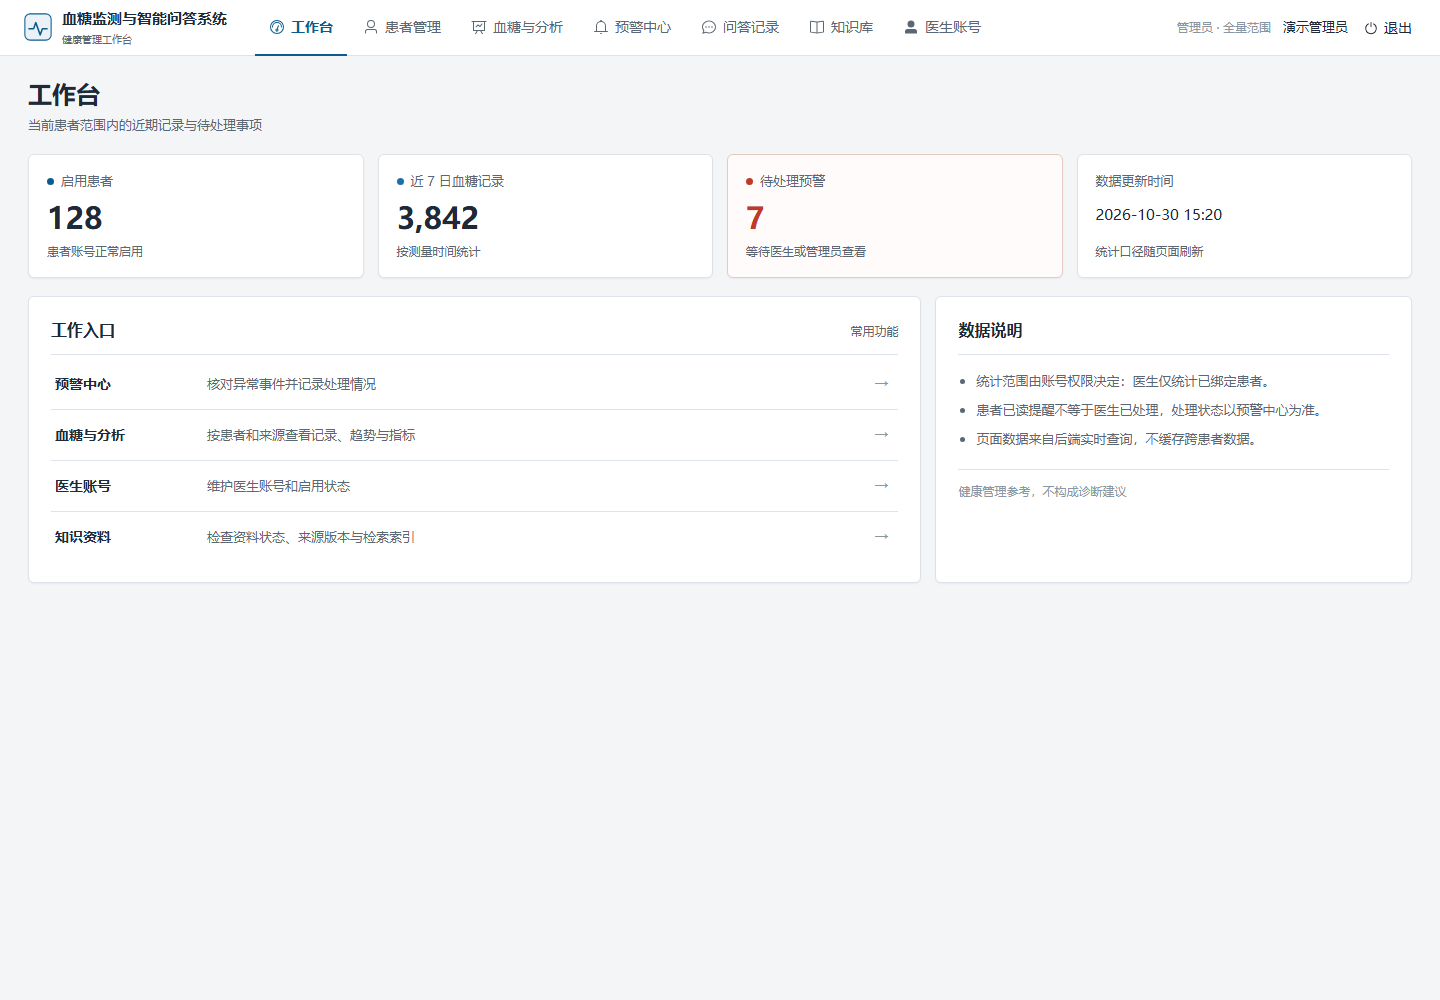 血糖监测与智能问答系统
健康管理工作台
工作台
患者管理
血糖与分析
预警中心
问答记录
知识库
医生账号
管理员 · 全量范围
演示管理员
退出
工作台
当前患者范围内的近期记录与待处理事项
启用患者
128
患者账号正常启用
近 7 日血糖记录
3,842
按测量时间统计
待处理预警
7
等待医生或管理员查看
数据更新时间
2026-10-30 15:20
统计口径随页面刷新
工作入口
常用功能
预警中心 核对异常事件并记录处理情况 →
血糖与分析 按患者和来源查看记录、趋势与指标 →
医生账号 维护医生账号和启用状态 →
知识资料 检查资料状态、来源版本与检索索引 →
数据说明
统计范围由账号权限决定：医生仅统计已绑定患者。
患者已读提醒不等于医生已处理，处理状态以预警中心为准。
页面数据来自后端实时查询，不缓存跨患者数据。
健康管理参考，不构成诊断建议